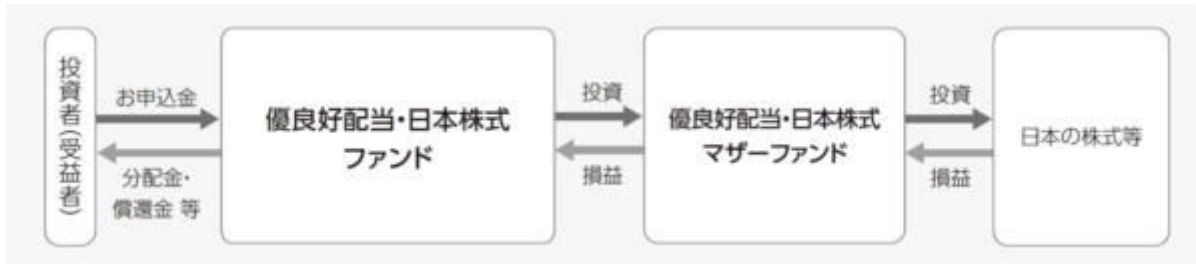 投資者(受益者)
お申込金
分配金・
償還金 等
優良好配当・日本株式
ファンド
投資
損益
優良好配当・日本株式
マザーファンド
投資
損益
日本の株式等